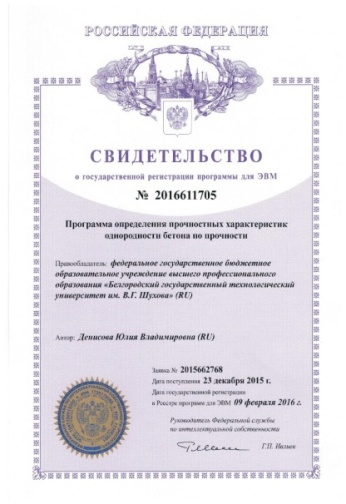 РОССИЙСКАЯ ФЕДЕРАЦИЯ
СВИДЕТЕЛЬСТВО
о государственной регистрации программы для ЭВМ
№ 2016611705
Программа определения прочностных характеристик
однородности бетона по прочности
Правообладатель: федеральное государственное бюджетное
образовательное учреждение высшего профессионального
образования «Белгородский государственный технологический
университет им. В.Г. Шухова» (RU)
Автор: Денисова Юлия Владимировна (RU)
Заявка № 2015662768
Дата поступления 23 декабря 2015 г.
Дата государственной регистрации
в Реестре программ для ЭВМ 09 февраля 2016 г.
Руководитель Федеральной службы
по интеллектуальной собственности
Г.П. Ивлиев